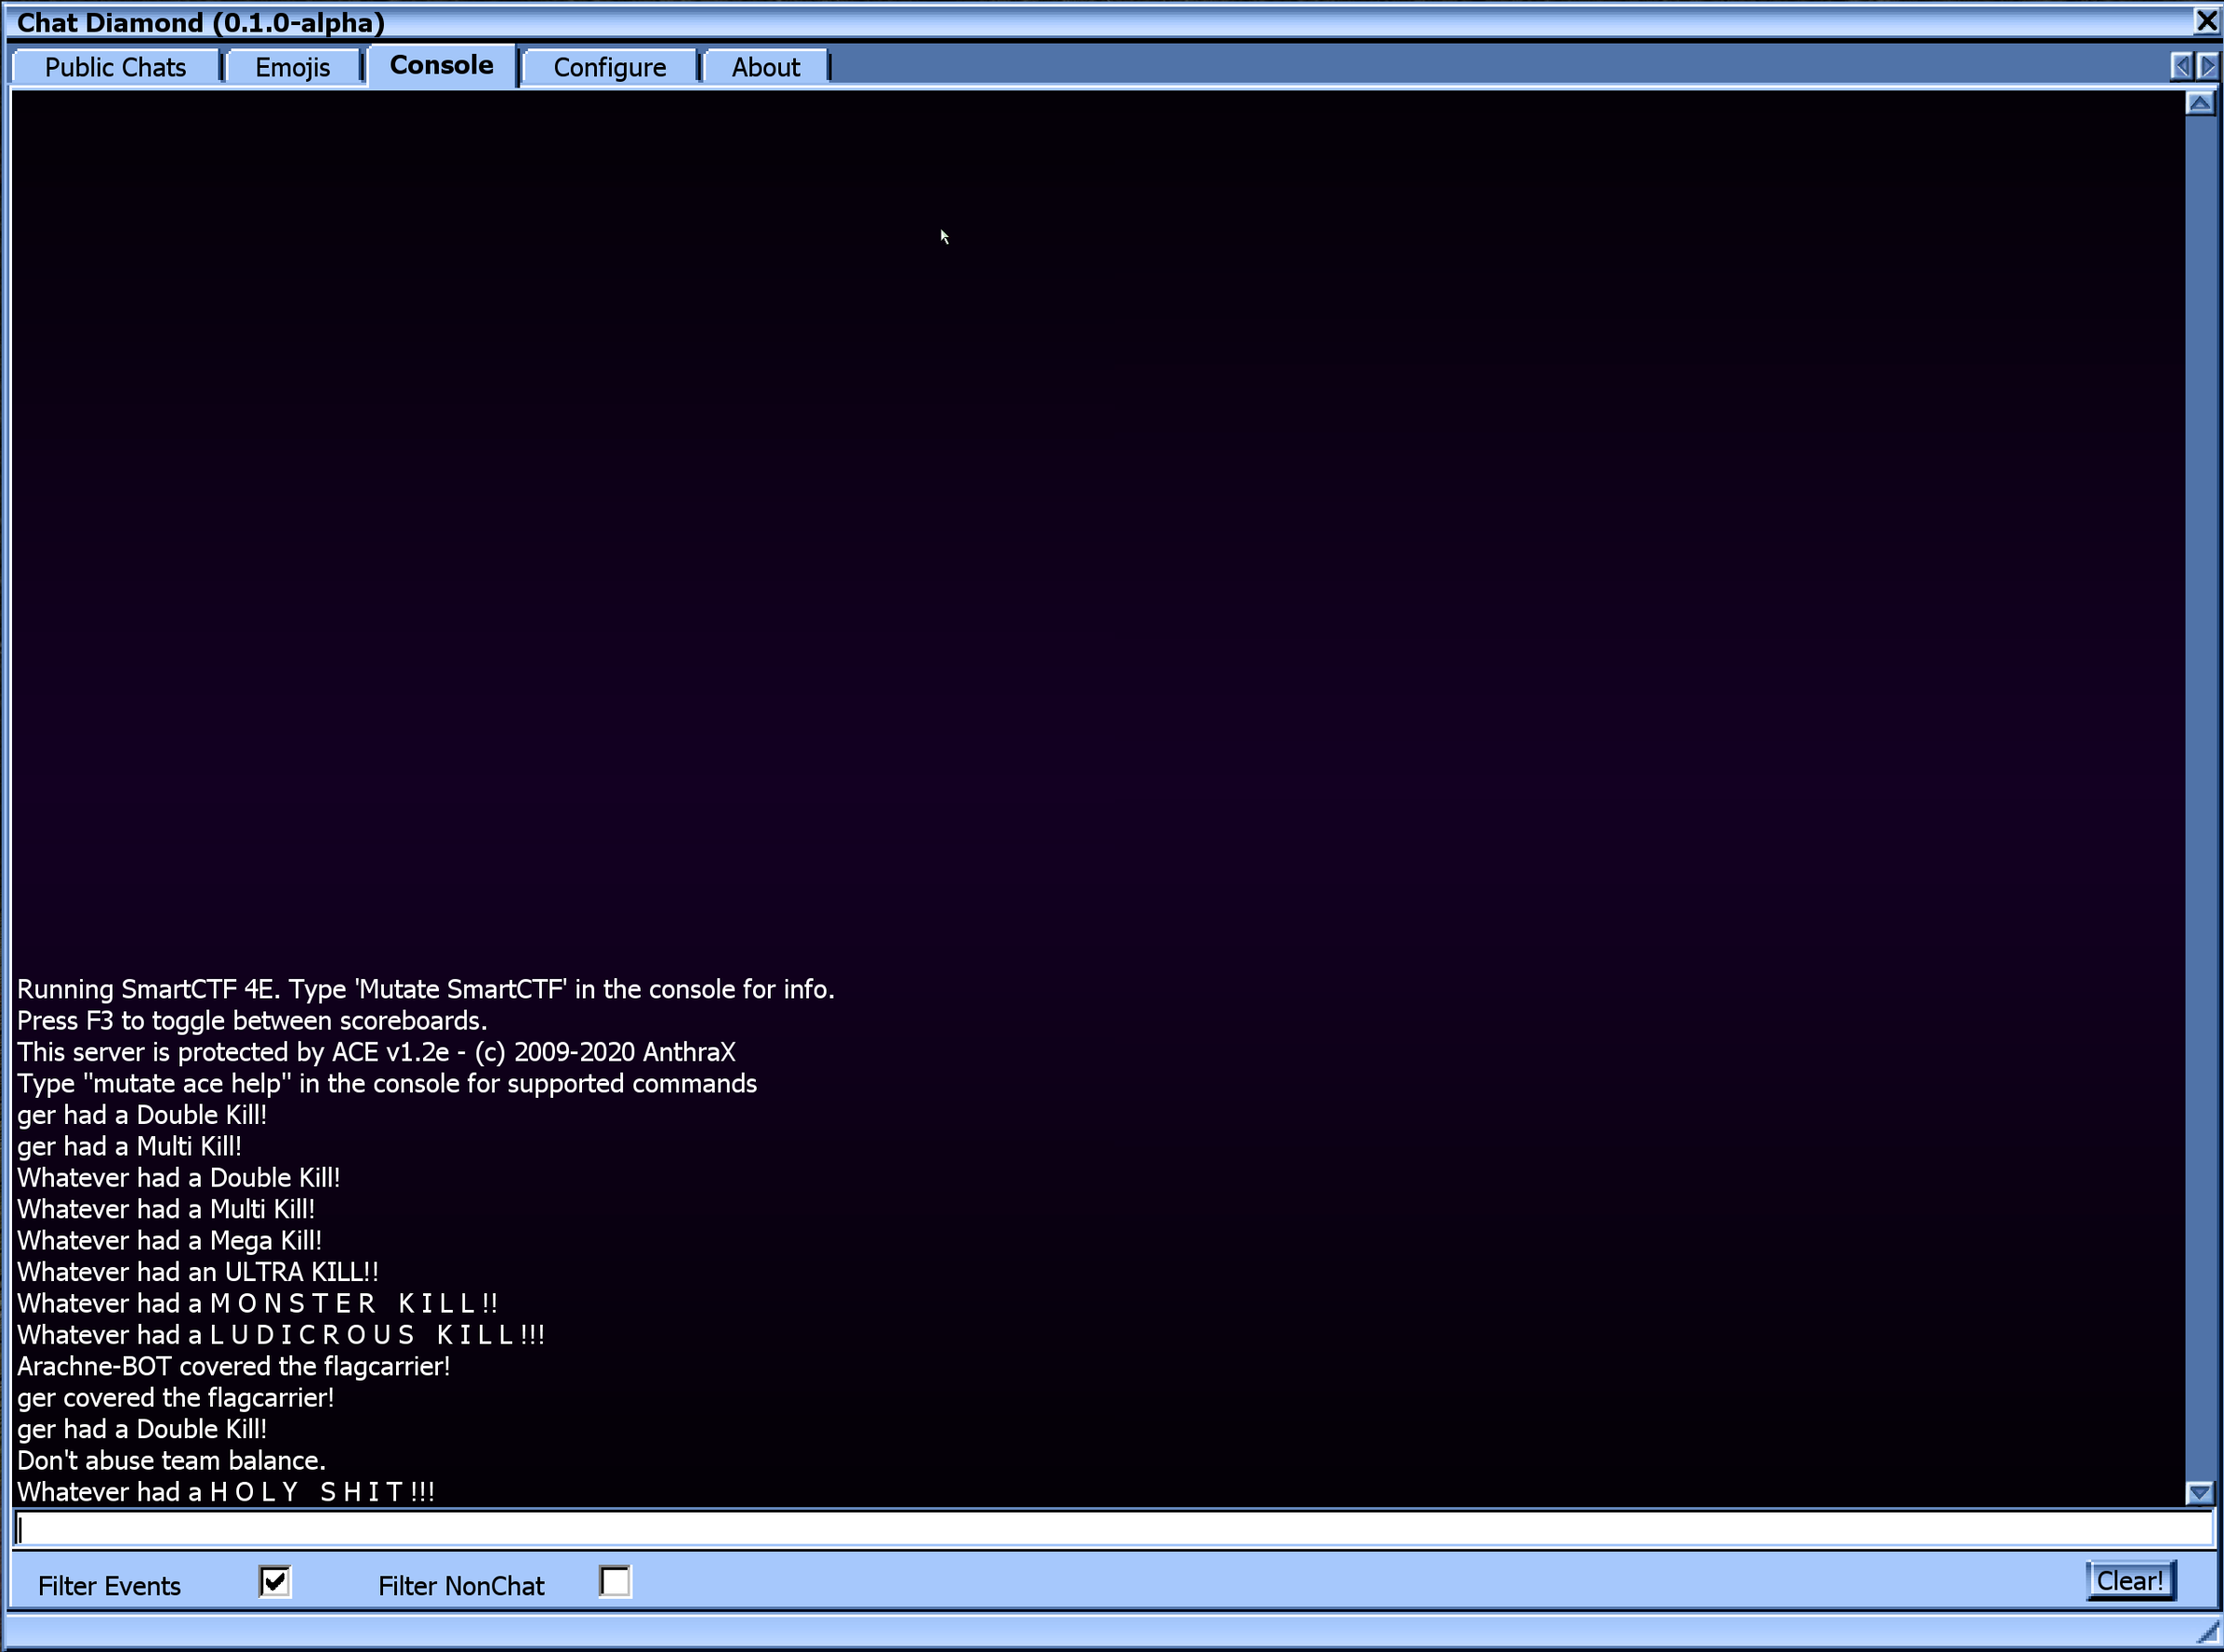 Chat Diamond (0.1.0-alpha)
Public Chats Emojis Console Configure About
Running SmartCTF 4E. Type 'Mutate SmartCTF' in the console for info.
Press F3 to toggle between scoreboards.
This server is protected by ACE v1.2e - (c) 2009-2020 AnthraX
Type "mutate ace help" in the console for supported commands
ger had a Double Kill!
ger had a Multi Kill!
Whatever had a Double Kill!
Whatever had a Multi Kill!
Whatever had a Mega Kill!
Whatever had an ULTRA KILL!!
Whatever had a M O N S T E R   K I L L !!
Whatever had a L U D I C R O U S   K I L L !!!
Arachne-BOT covered the flagcarrier!
ger covered the flagcarrier!
ger had a Double Kill!
Don't abuse team balance.
Whatever had a H O L Y   S H I T !!!
Filter Events Filter NonChat Clear!